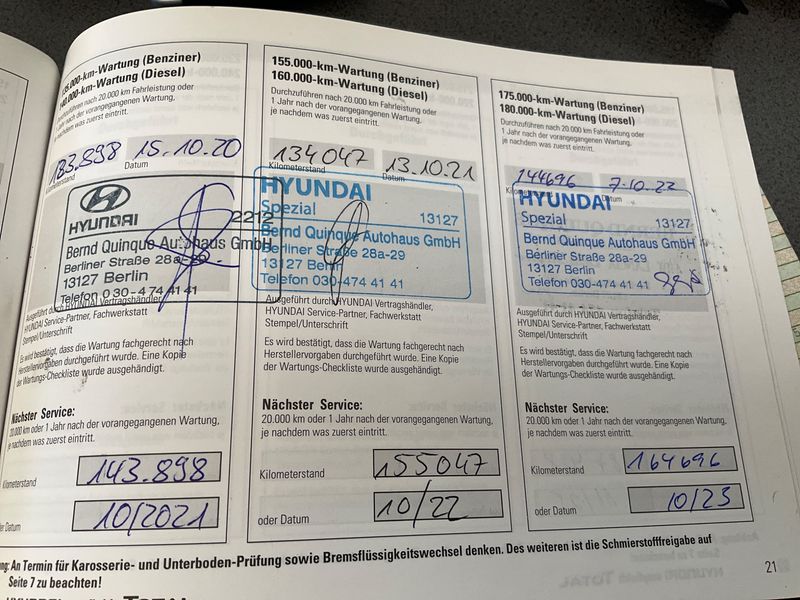 135.000-km-Wartung (Benziner)
140.000-km-Wartung (Diesel)
Durchzuführen nach 20.000 km Fahrleistung oder
1 Jahr nach der vorangegangenen Wartung,
je nachdem was zuerst eintritt.
15.10.20
Kilometerstand
Datum
HYUNDAI
2212
Bernd Quinque Autohaus GmbH
Berliner Straße 28a-29
13127 Berlin
Telefon 030-474 41 41
Ausgeführt durch HYUNDAI Vertragshändler,
HYUNDAI Service-Partner, Fachwerkstatt
Stempel/Unterschrift
Es wird bestätigt, dass die Wartung fachgerecht nach
Herstellervorgaben durchgeführt wurde. Eine Kopie
der Wartungs-Checkliste wurde ausgehändigt.
Nächster Service:
20.000 km oder 1 Jahr nach der vorangegangenen Wartung,
je nachdem was zuerst eintritt.
Kilometerstand 143.898
oder Datum 10/2021
155.000-km-Wartung (Benziner)
160.000-km-Wartung (Diesel)
Durchzuführen nach 20.000 km Fahrleistung oder
1 Jahr nach der vorangegangenen Wartung,
je nachdem was zuerst eintritt.
134047 13.10.21
Kilometerstand Datum
HYUNDAI
Spezial 13127
Bernd Quinque Autohaus GmbH
Berliner Straße 28a-29
13127 Berlin
Telefon 030-474 41 41
Ausgeführt durch HYUNDAI Vertragshändler,
HYUNDAI Service-Partner, Fachwerkstatt
Stempel/Unterschrift
Es wird bestätigt, dass die Wartung fachgerecht nach
Herstellervorgaben durchgeführt wurde. Eine Kopie
der Wartungs-Checkliste wurde ausgehändigt.
Nächster Service:
20.000 km oder 1 Jahr nach der vorangegangenen Wartung,
je nachdem was zuerst eintritt.
Kilometerstand 155047
oder Datum 10/22
175.000-km-Wartung (Benziner)
180.000-km-Wartung (Diesel)
Durchzuführen nach 20.000 km Fahrleistung oder
1 Jahr nach der vorangegangenen Wartung,
je nachdem was zuerst eintritt.
144696 7.10.22
Kilometerstand Datum
HYUNDAI
Spezial 13127
Bernd Quinque Autohaus GmbH
Berliner Straße 28a-29
13127 Berlin
Telefon 030-474 41 41
Ausgeführt durch HYUNDAI Vertragshändler,
HYUNDAI Service-Partner, Fachwerkstatt
Stempel/Unterschrift
Es wird bestätigt, dass die Wartung fachgerecht nach
Herstellervorgaben durchgeführt wurde. Eine Kopie
der Wartungs-Checkliste wurde ausgehändigt.
Nächster Service:
20.000 km oder 1 Jahr nach der vorangegangenen Wartung,
je nachdem was zuerst eintritt.
Kilometerstand 164696
oder Datum 10/23
An Termin für Karosserie- und Unterboden-Prüfung sowie Bremsflüssigkeitswechsel denken. Des weiteren ist die Schmierstofffreigabe auf
Seite 7 zu beachten!
21